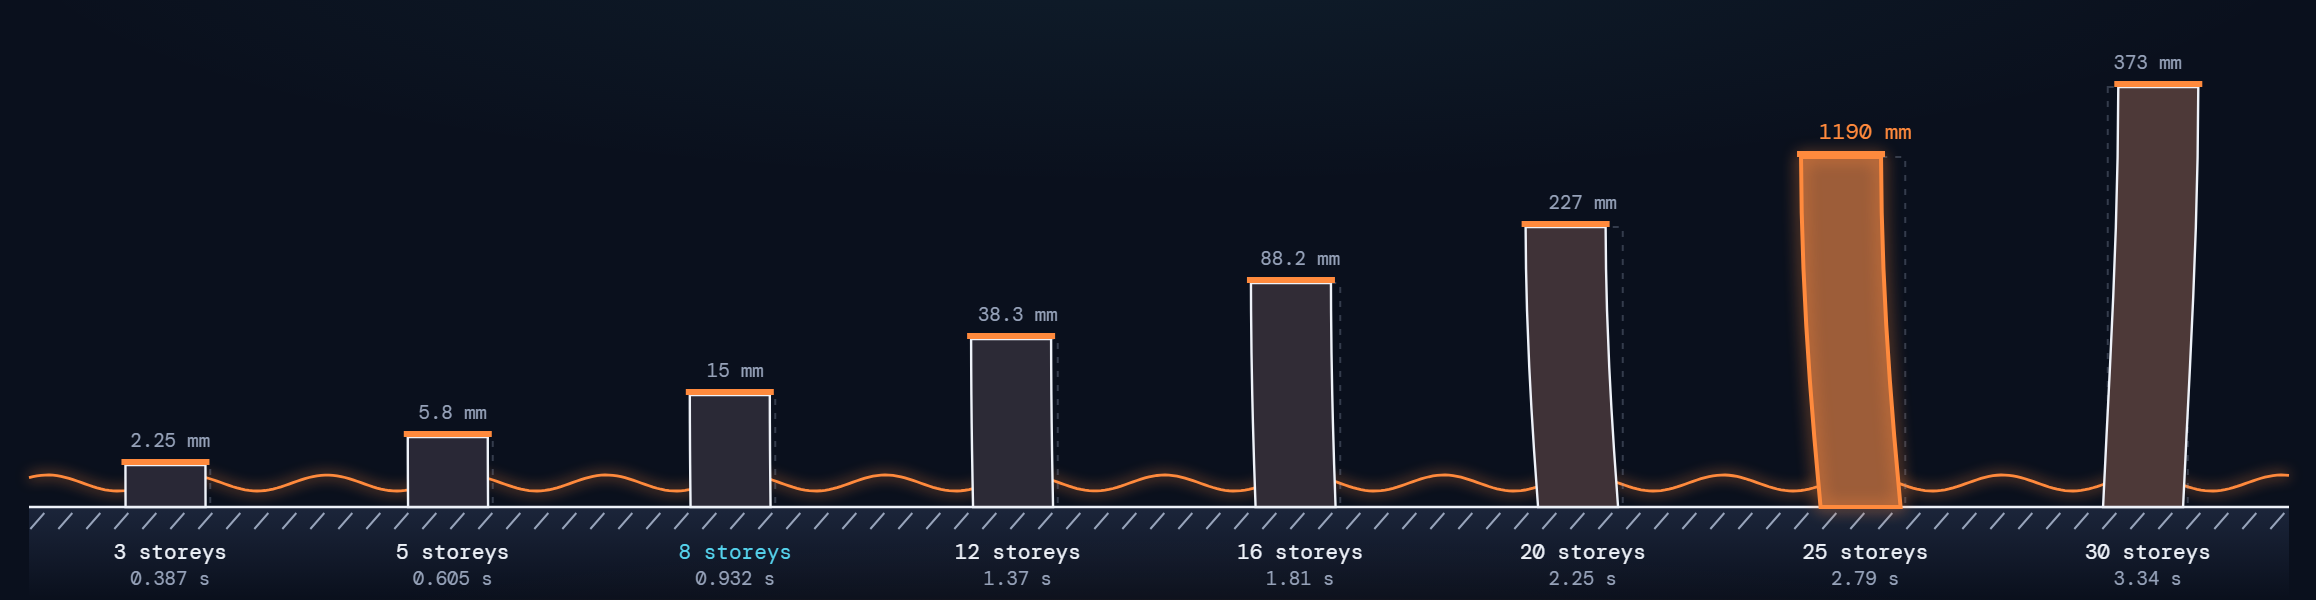 373 mm
1190 mm
227 mm
88.2 mm
38.3 mm
15 mm
5.8 mm
2.25 mm
3 storeys
0.387 s
5 storeys
0.605 s
8 storeys
0.932 s
12 storeys
1.37 s
16 storeys
1.81 s
20 storeys
2.25 s
25 storeys
2.79 s
30 storeys
3.34 s